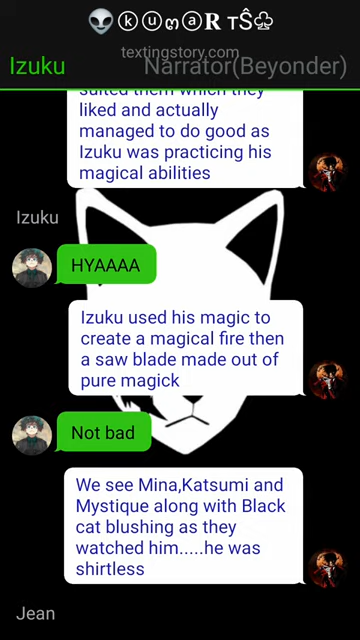 👽ⓚⓤ௱ⓐ𝐑 тŜ♧
textingstory.com
Izuku
Narrator(Beyonder)
suited them which they
liked and actually
managed to do good as
Izuku was practicing his
magical abilities
Izuku
HYAAAA
Izuku used his magic to
create a magical fire then
a saw blade made out of
pure magick
Not bad
We see Mina,Katsumi and
Mystique along with Black
cat blushing as they
watched him.....he was
shirtless
Jean